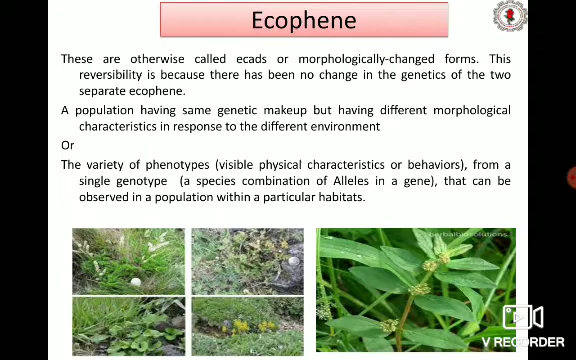 Ecophene
These are otherwise called ecads or morphologically-changed forms. This
reversibility is because there has been no change in the genetics of the two
separate ecophene.
A population having same genetic makeup but having different morphological
characteristics in response to the different environment
Or
The variety of phenotypes (visible physical characteristics or behaviors), from a
single genotype (a species combination of Alleles in a gene), that can be
observed in a population within a particular habitats.
herbalbiosolutions
V RECORDER